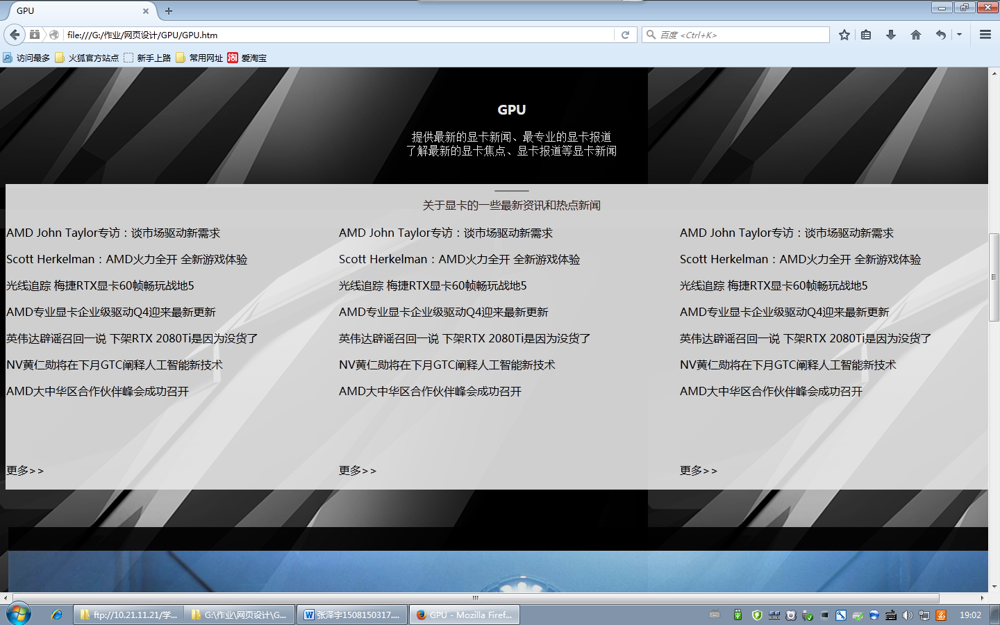 GPU
file:///G:/作业/网页设计/GPU/GPU.htm
百度 <Ctrl+K>
访问最多 火狐官方站点 新手上路 常用网址 淘 爱淘宝
GPU
提供最新的显卡新闻、最专业的显卡报道
了解最新的显卡焦点、显卡报道等显卡新闻
关于显卡的一些最新资讯和热点新闻
AMD John Taylor专访：谈市场驱动新需求
Scott Herkelman：AMD火力全开 全新游戏体验
光线追踪 梅捷RTX显卡60帧畅玩战地5
AMD专业显卡企业级驱动Q4迎来最新更新
英伟达辟谣召回一说 下架RTX 2080Ti是因为没货了
NV黄仁勋将在下月GTC阐释人工智能新技术
AMD大中华区合作伙伴峰会成功召开
更多>>
AMD John Taylor专访：谈市场驱动新需求
Scott Herkelman：AMD火力全开 全新游戏体验
光线追踪 梅捷RTX显卡60帧畅玩战地5
AMD专业显卡企业级驱动Q4迎来最新更新
英伟达辟谣召回一说 下架RTX 2080Ti是因为没货了
NV黄仁勋将在下月GTC阐释人工智能新技术
AMD大中华区合作伙伴峰会成功召开
更多>>
AMD John Taylor专访：谈市场驱动新需求
Scott Herkelman：AMD火力全开 全新游戏体验
光线追踪 梅捷RTX显卡60帧畅玩战地5
AMD专业显卡企业级驱动Q4迎来最新更新
英伟达辟谣召回一说 下架RTX 2080Ti是因为没货了
NV黄仁勋将在下月GTC阐释人工智能新技术
AMD大中华区合作伙伴峰会成功召开
更多>>
ftp://10.21.11.21/学... G:\作业\网页设计\G... 张泽宇1508150317.... GPU - Mozilla Firef... 19:02